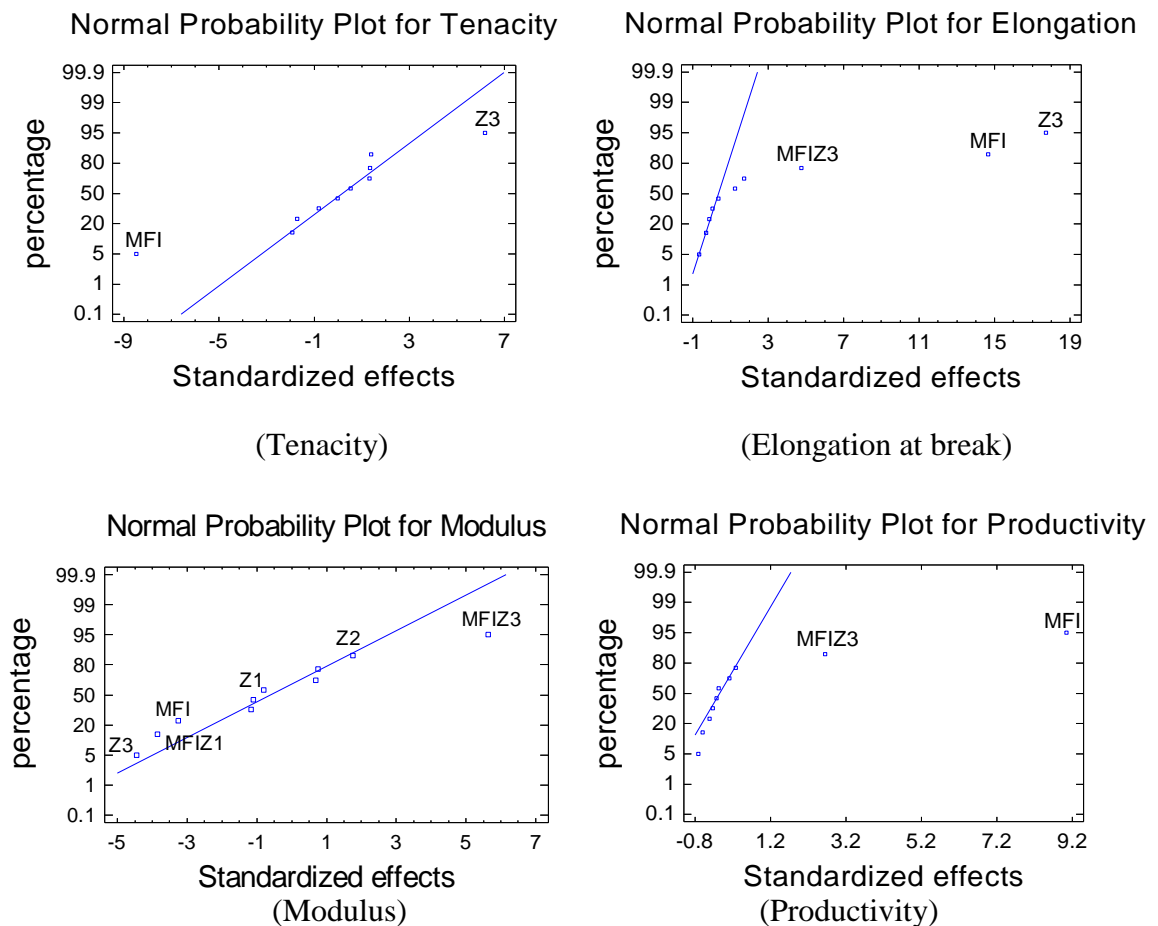 Normal Probability Plot for Tenacity
99.9
99
95
80
50
20
5
1
0.1
percentage
Z3
MFI
-9 -5 -1 3 7
Standardized effects
(Tenacity)
Normal Probability Plot for Elongation
99.9
99
95
80
50
20
5
1
0.1
percentage
Z3
MFI
MFIZ3
-1 3 7 11 15 19
Standardized effects
(Elongation at break)
Normal Probability Plot for Modulus
99.9
99
95
80
50
20
5
1
0.1
percentage
MFIZ3
Z2
Z1
MFI
MFIZ1
Z3
-5 -3 -1 1 3 5 7
Standardized effects
(Modulus)
Normal Probability Plot for Productivity
99.9
99
95
80
50
20
5
1
0.1
percentage
MFI
MFIZ3
-0.8 1.2 3.2 5.2 7.2 9.2
Standardized effects
(Productivity)